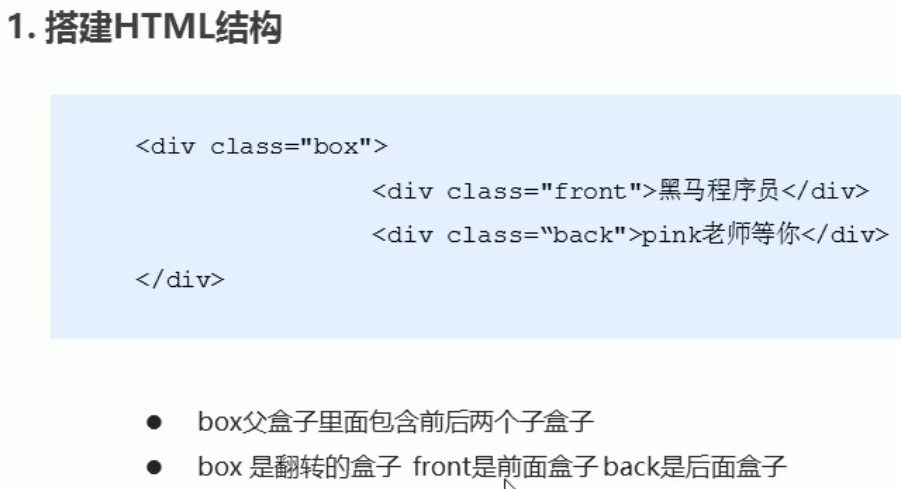 1. 搭建HTML结构
<div class="box">
<div class="front">黑马程序员</div>
<div class=“back">pink老师等你</div>
</div>
● box父盒子里面包含前后两个子盒子
● box 是翻转的盒子 front是前面盒子 back是后面盒子